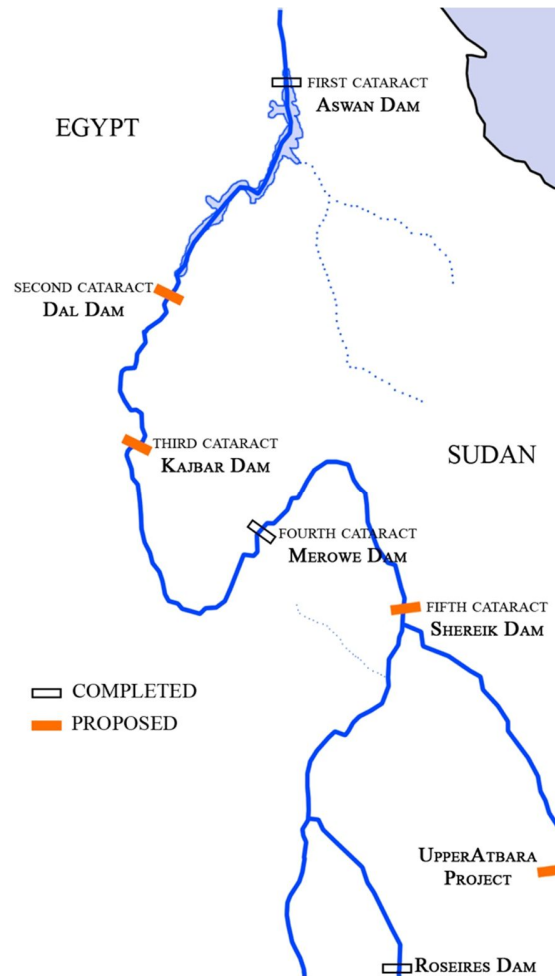 FIRST CATARACT
ASWAN DAM
EGYPT
SECOND CATARACT
DAL DAM
THIRD CATARACT
KAJBAR DAM
SUDAN
FOURTH CATARACT
MEROWE DAM
FIFTH CATARACT
SHEREIK DAM
COMPLETED
PROPOSED
UPPERATBARA
PROJECT
ROSEIRES DAM